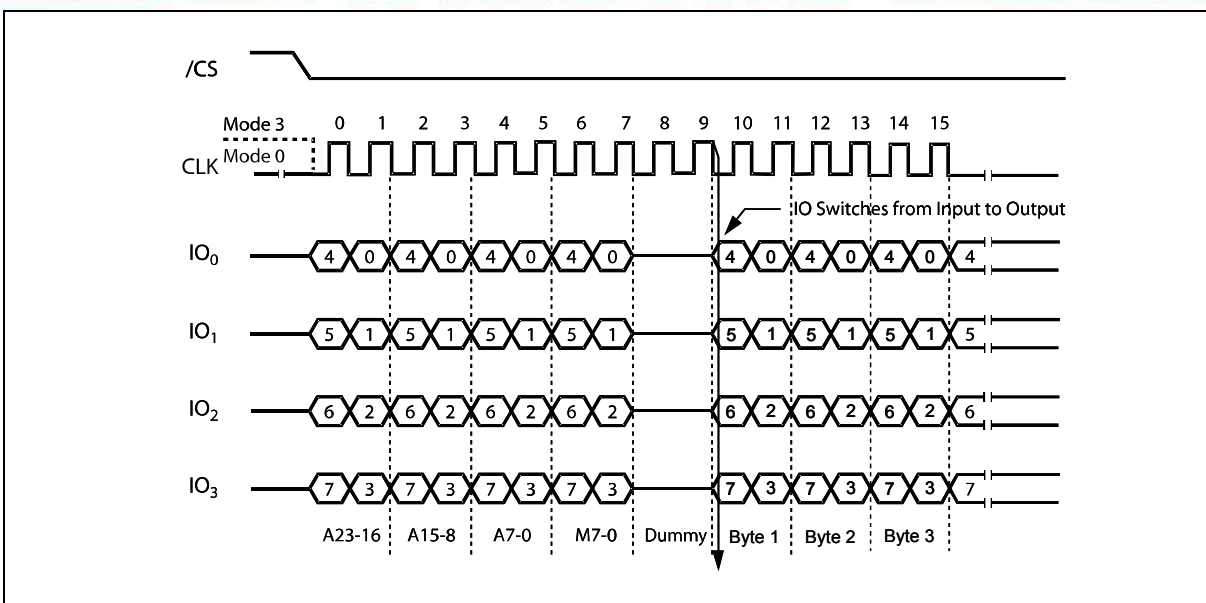 /CS
Mode 3 0 1 2 3 4 5 6 7 8 9 10 11 12 13 14 15
CLK Mode 0
IO Switches from Input to Output
IO0 4 0 4 0 4 0 4 0 4 0 4 0 4 0 4
IO1 5 1 5 1 5 1 5 1 5 1 5 1 5 1 5
IO2 6 2 6 2 6 2 6 2 6 2 6 2 6 2 6
IO3 7 3 7 3 7 3 7 3 7 3 7 3 7 3 7
A23-16 A15-8 A7-0 M7-0 Dummy Byte 1 Byte 2 Byte 3